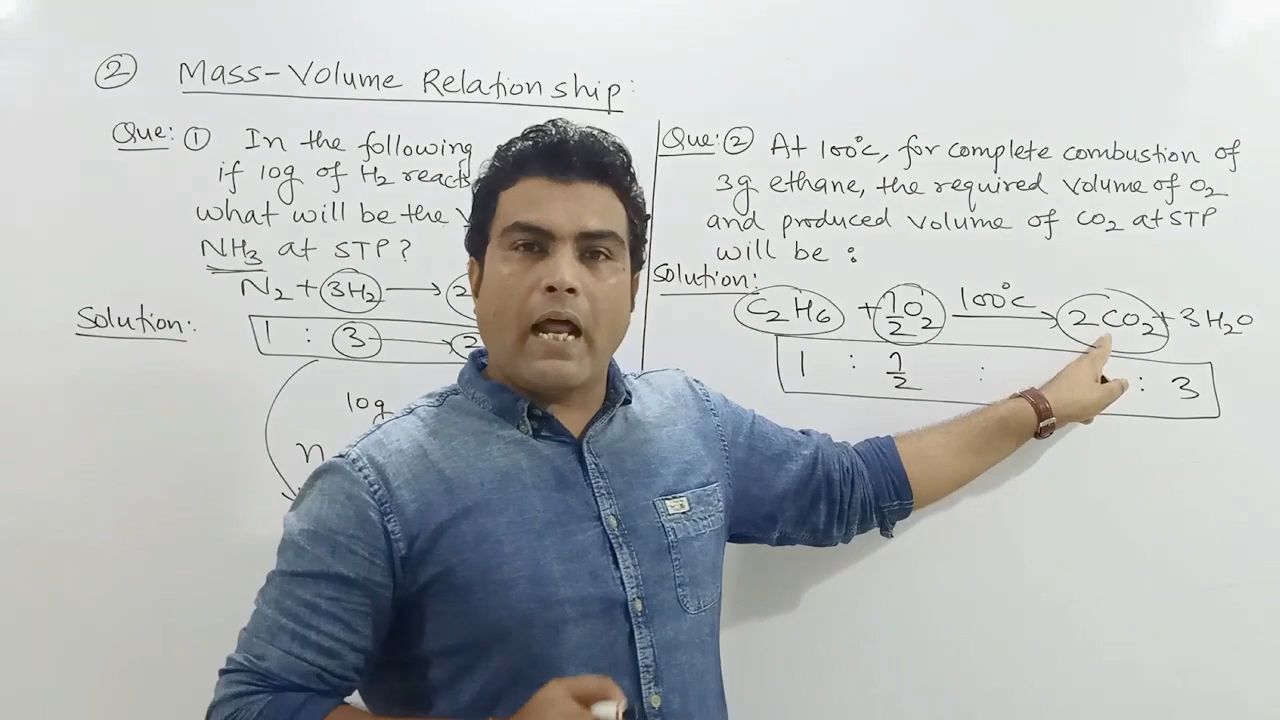 ② Mass-Volume Relationship:
Que: ① In the following
if 10g of H₂ reacts
what will be the
NH₃ at STP?
N₂ + 3H₂ ⟶ 2
Solution:
1 : 3 2
10g
n
Que: ② At 100°c, for complete combustion of
3g ethane, the required volume of O₂
and produced volume of CO₂ at STP
will be :
Solution:
C₂H₆ + 7/2 O₂ 100°c ⟶ 2CO₂ + 3H₂O
1 : 7/2 : : 3